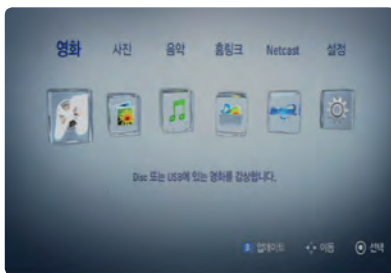 영화 사진 음악 홈링크 Netcast 설정
Disc 또는 USB에 있는 영화를 감상합니다.
업데이트 이동 선택